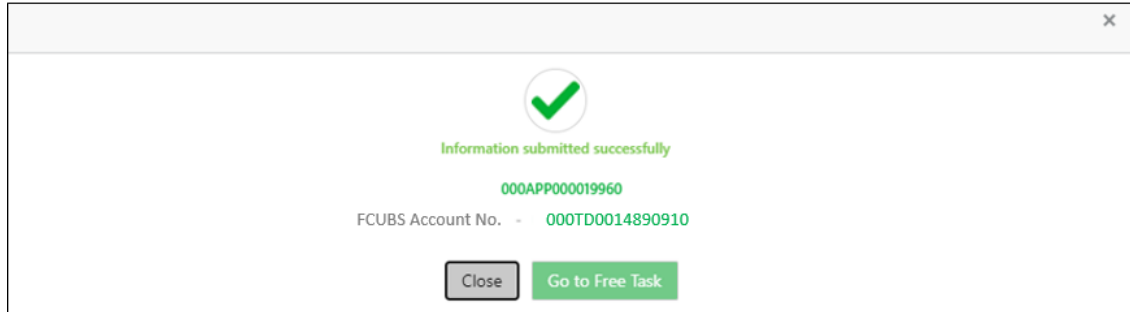 ×
Information submitted successfully
000APP000019960
FCUBS Account No. - 000TD0014890910
Close Go to Free Task